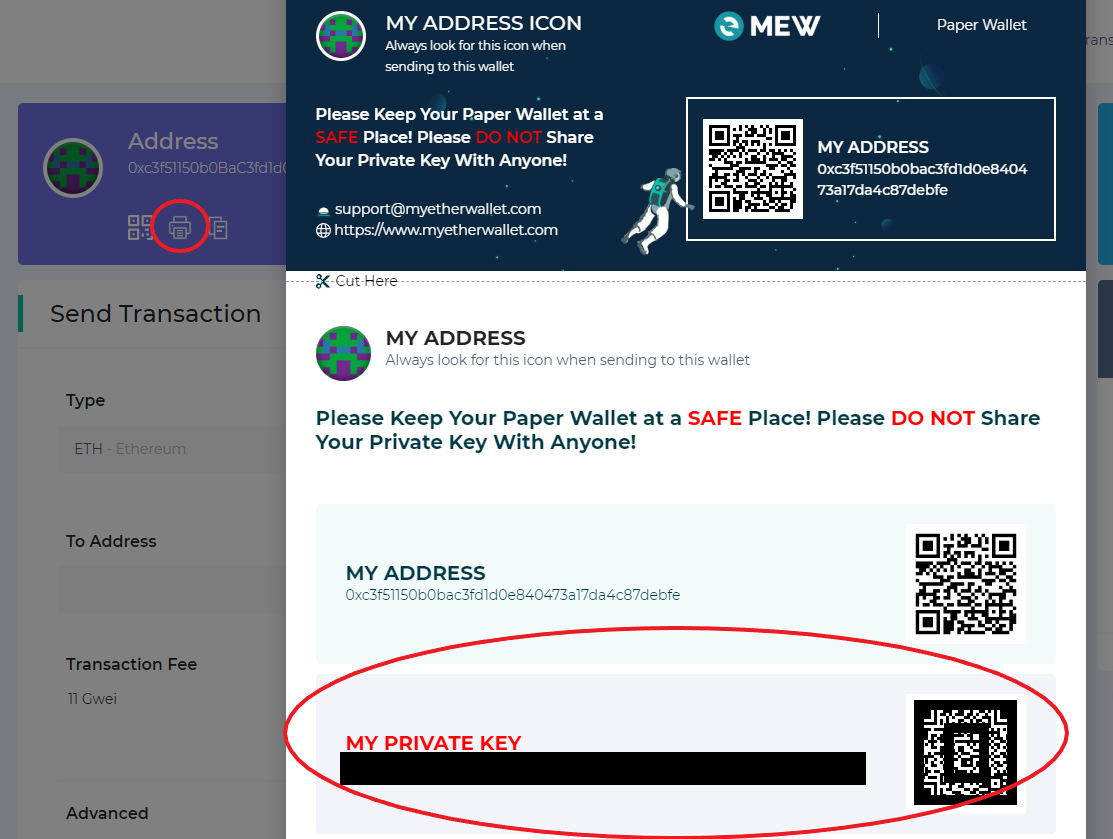 MY ADDRESS ICON
Always look for this icon when
sending to this wallet
MEW
Paper Wallet
Please Keep Your Paper Wallet at a
SAFE Place! Please DO NOT Share
Your Private Key With Anyone!
support@myetherwallet.com
https://www.myetherwallet.com
MY ADDRESS
0xc3f51150b0bac3fd1d0e8404
73a17da4c87debfe
Cut Here
MY ADDRESS
Always look for this icon when sending to this wallet
Please Keep Your Paper Wallet at a SAFE Place! Please DO NOT Share
Your Private Key With Anyone!
MY ADDRESS
0xc3f51150b0bac3fd1d0e840473a17da4c87debfe
MY PRIVATE KEY
Address
0xc3f51150b0BaC3fd1d0
Send Transaction
Type
ETH - Ethereum
To Address
Transaction Fee
11 Gwei
Advanced